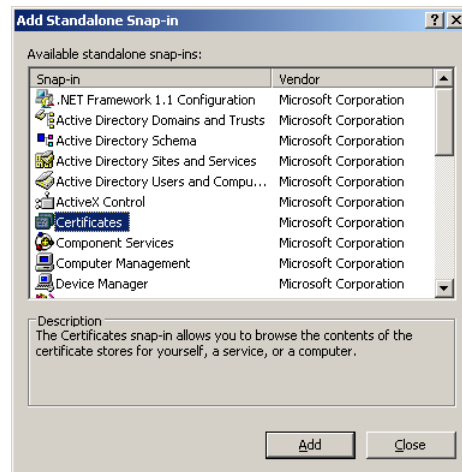 Add Standalone Snap-in
Available standalone snap-ins:
Snap-in Vendor
.NET Framework 1.1 Configuration Microsoft Corporation
Active Directory Domains and Trusts Microsoft Corporation
Active Directory Schema Microsoft Corporation
Active Directory Sites and Services Microsoft Corporation
Active Directory Users and Compu... Microsoft Corporation
ActiveX Control Microsoft Corporation
Certificates Microsoft Corporation
Component Services Microsoft Corporation
Computer Management Microsoft Corporation
Device Manager Microsoft Corporation
Description
The Certificates snap-in allows you to browse the contents of the
certificate stores for yourself, a service, or a computer.
Add Close